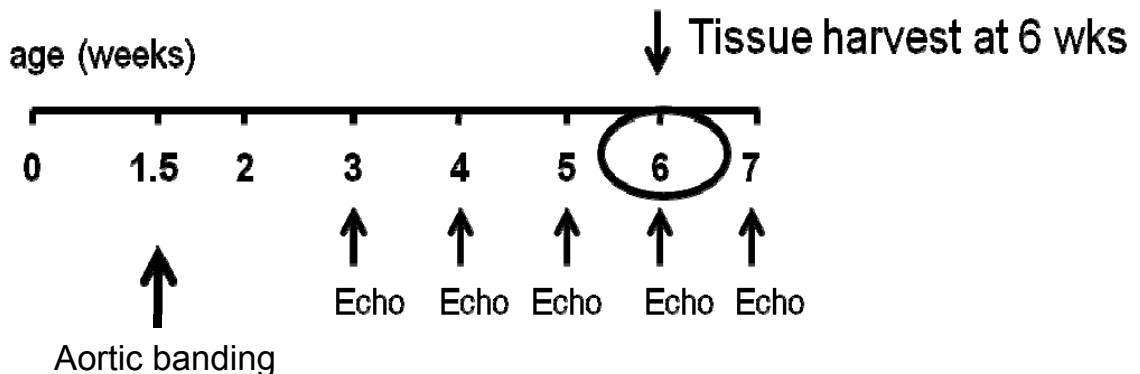 Tissue harvest at 6 wks
age (weeks)
0 1.5 2 3 4 5 6 7
Echo Echo Echo Echo Echo
Aortic banding